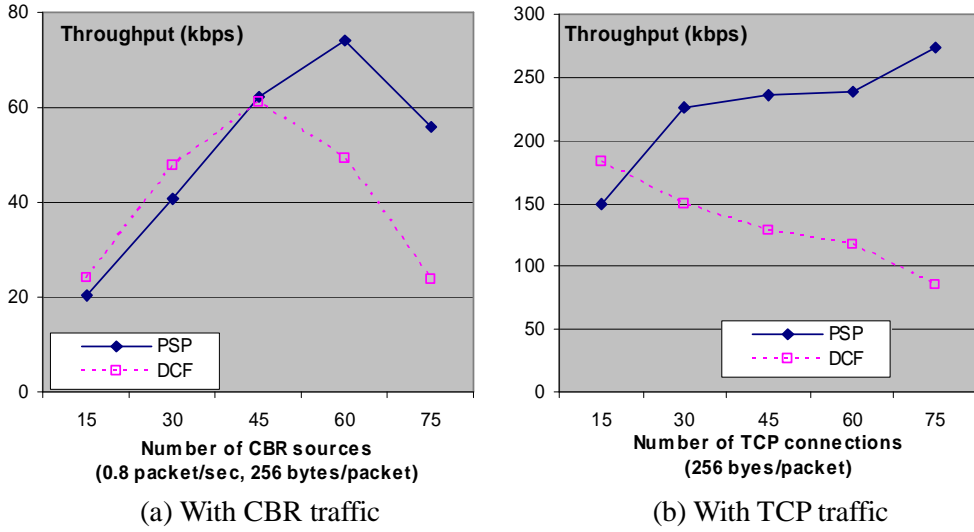 Throughput (kbps)
80
60
40
20
0
PSP
DCF
15 30 45 60 75
Number of CBR sources
(0.8 packet/sec, 256 bytes/packet)
(a) With CBR traffic
Throughput (kbps)
300
250
200
150
100
50
0
PSP
DCF
15 30 45 60 75
Number of TCP connections
(256 byes/packet)
(b) With TCP traffic